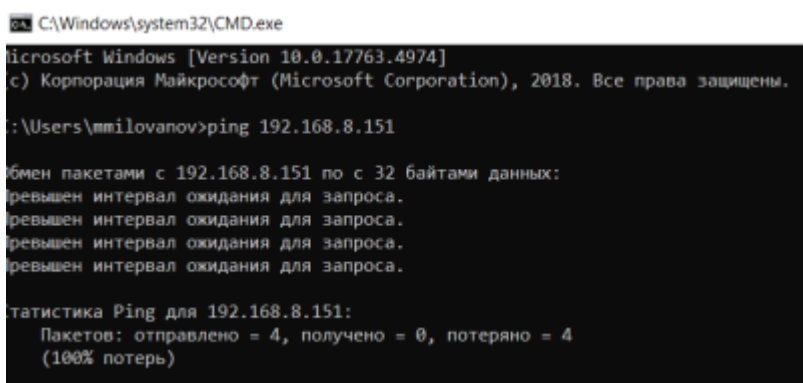 C:\Windows\system32\CMD.exe
icrosoft Windows [Version 10.0.17763.4974]
c) Корпорация Майкрософт (Microsoft Corporation), 2018. Все права защищены.
:\Users\mmilovanov>ping 192.168.8.151
бмен пакетами с 192.168.8.151 по с 32 байтами данных:
ревышен интервал ожидания для запроса.
ревышен интервал ожидания для запроса.
ревышен интервал ожидания для запроса.
ревышен интервал ожидания для запроса.
татистика Ping для 192.168.8.151:
Пакетов: отправлено = 4, получено = 0, потеряно = 4
(100% потерь)